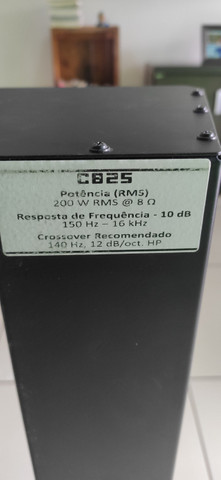 CB25
Potência (RMS)
200 W RMS @ 8 Ω
Resposta de Frequência - 10 dB
150 Hz – 16 kHz
Crossover Recomendado
140 Hz, 12 dB/oct. HP